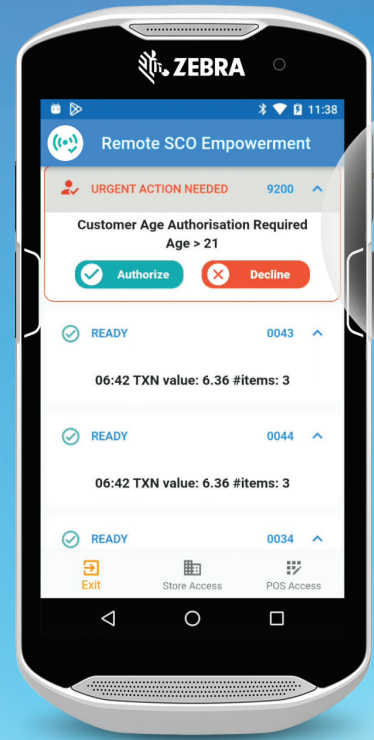 ZEBRA
11:38
Remote SCO Empowerment
URGENT ACTION NEEDED 9200
Customer Age Authorisation Required
Age > 21
Authorize Decline
READY 0043
06:42 TXN value: 6.36 #items: 3
READY 0044
06:42 TXN value: 6.36 #items: 3
READY 0034
Exit Store Access POS Access